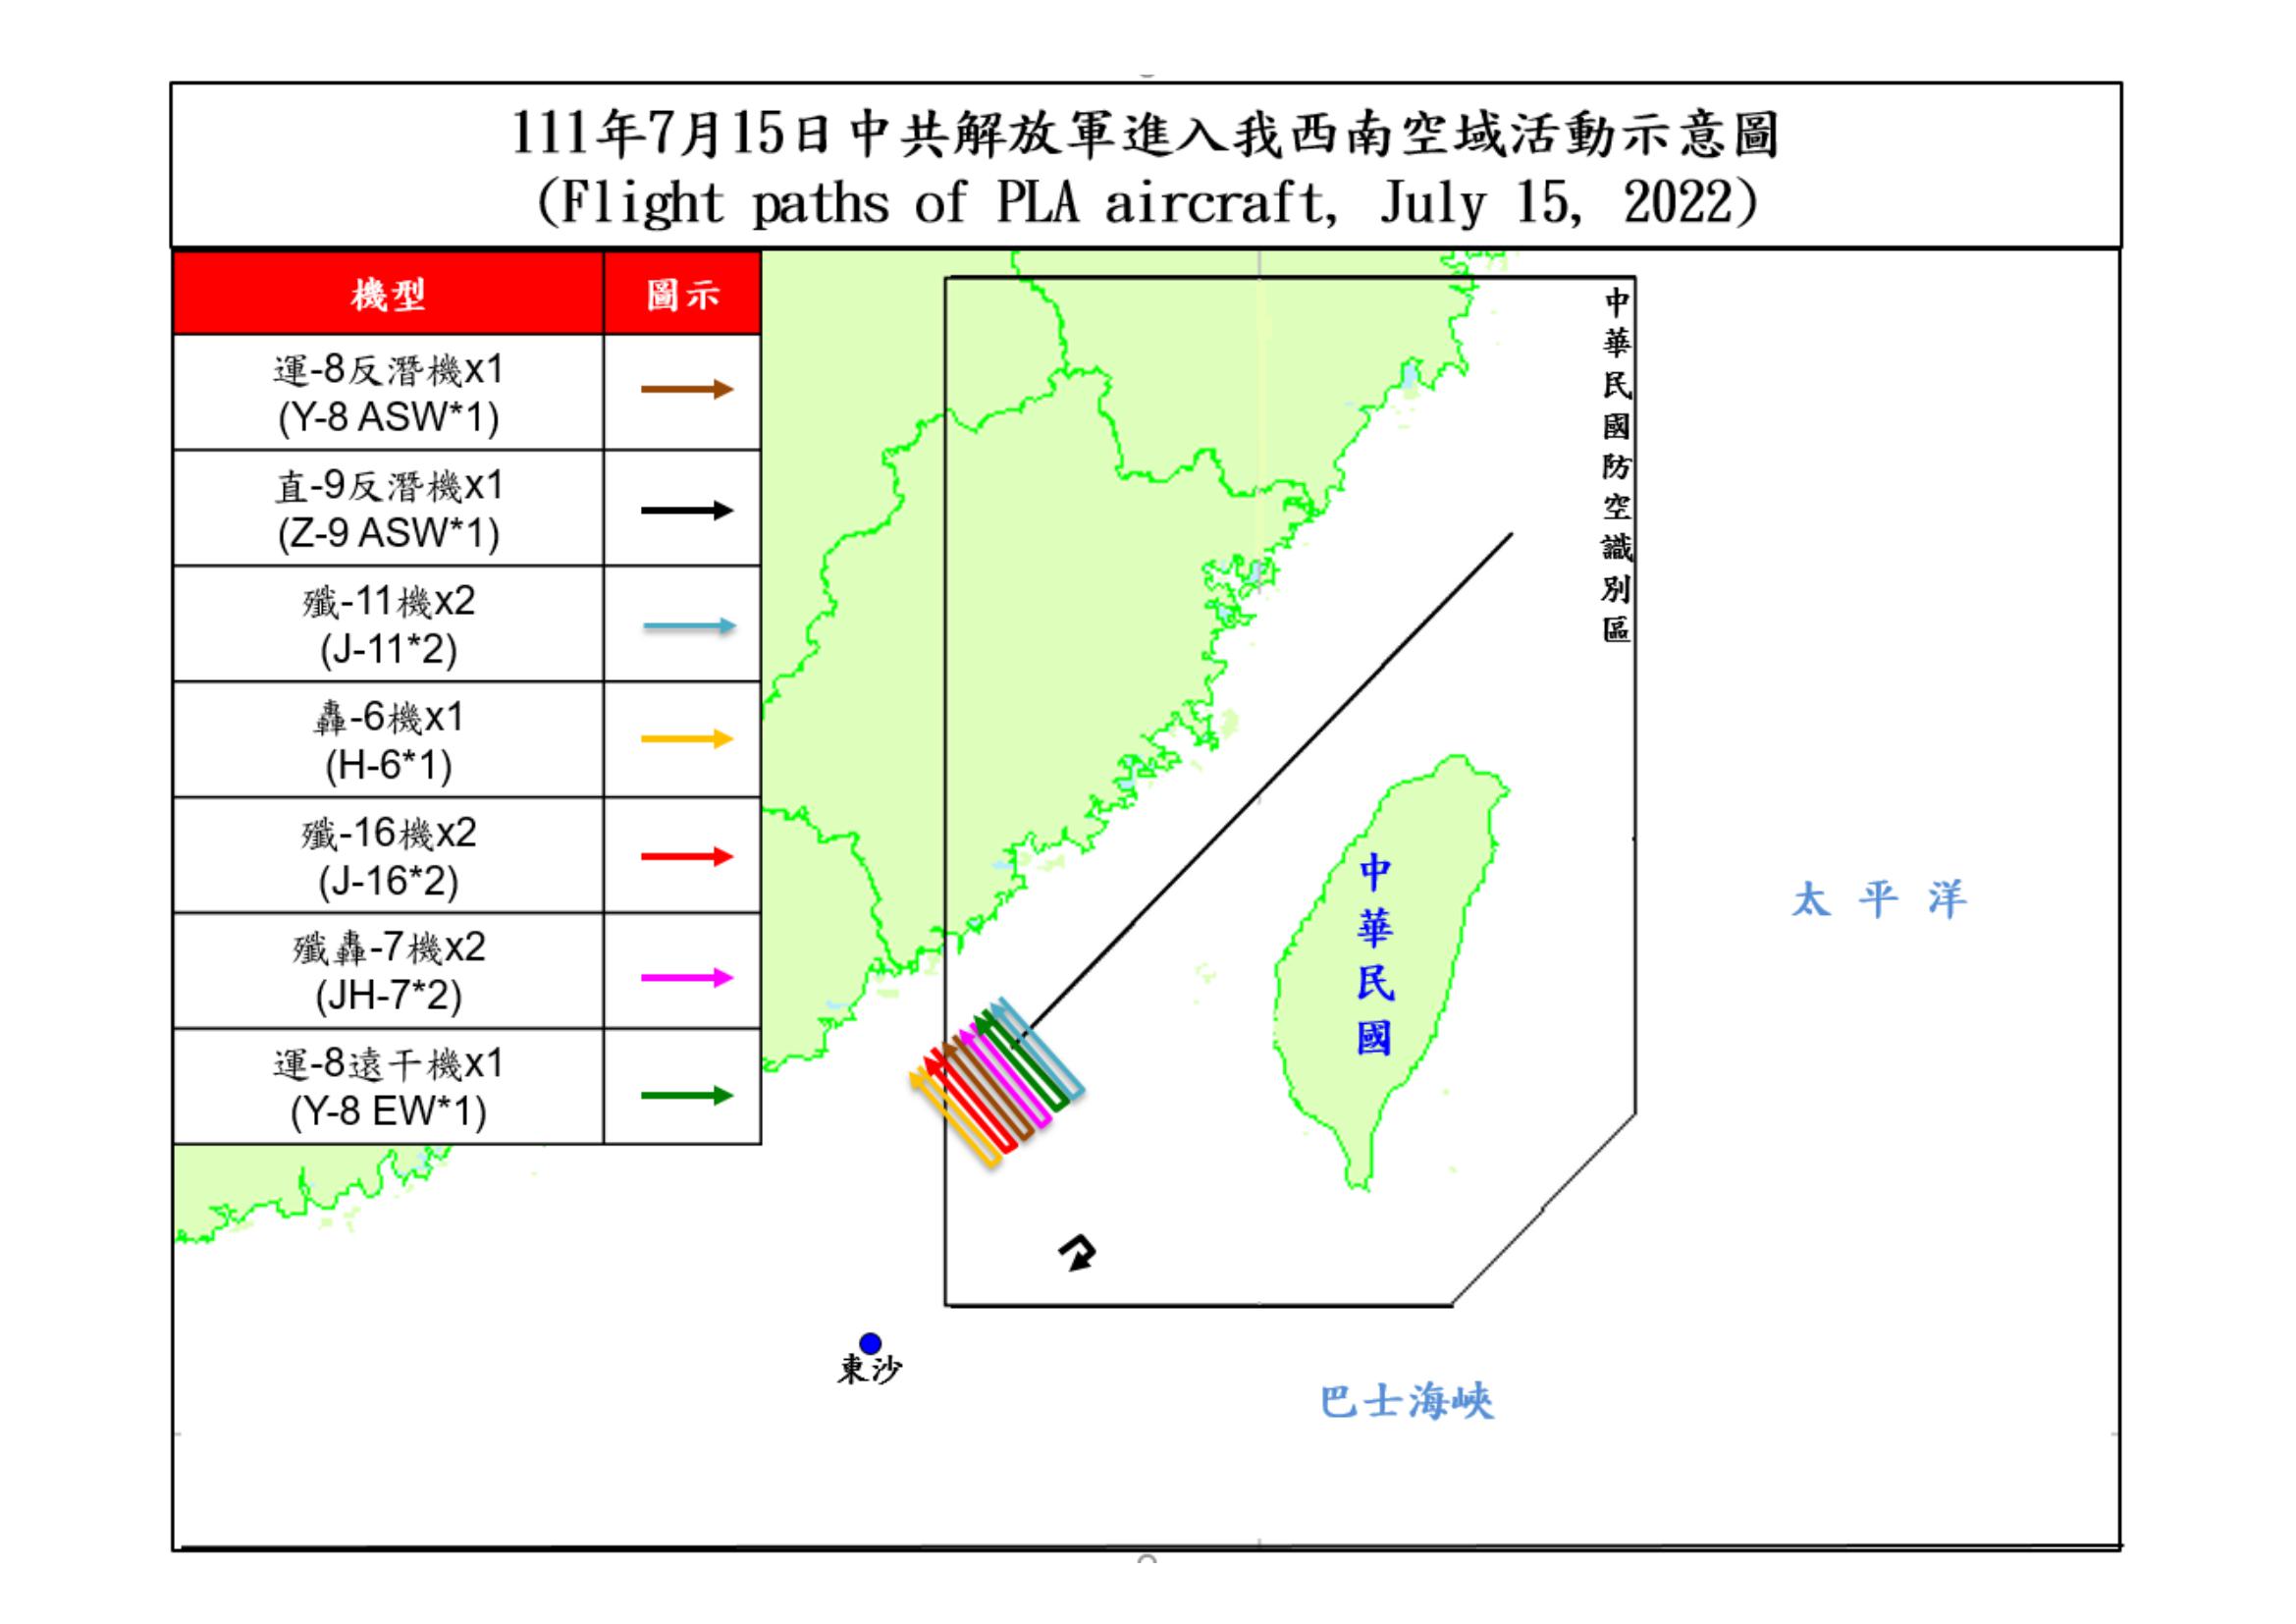 111年7月15日中共解放軍進入我西南空域活動示意圖
(Flight paths of PLA aircraft, July 15, 2022)
機型
圖示
運-8反潛機x1
(Y-8 ASW*1)
直-9反潛機x1
(Z-9 ASW*1)
殲-11機x2
(J-11*2)
轟-6機x1
(H-6*1)
殲-16機x2
(J-16*2)
殲轟-7機x2
(JH-7*2)
運-8遠干機x1
(Y-8 EW*1)
中華民國防空識別區
中華民國
太平洋
東沙
巴士海峽